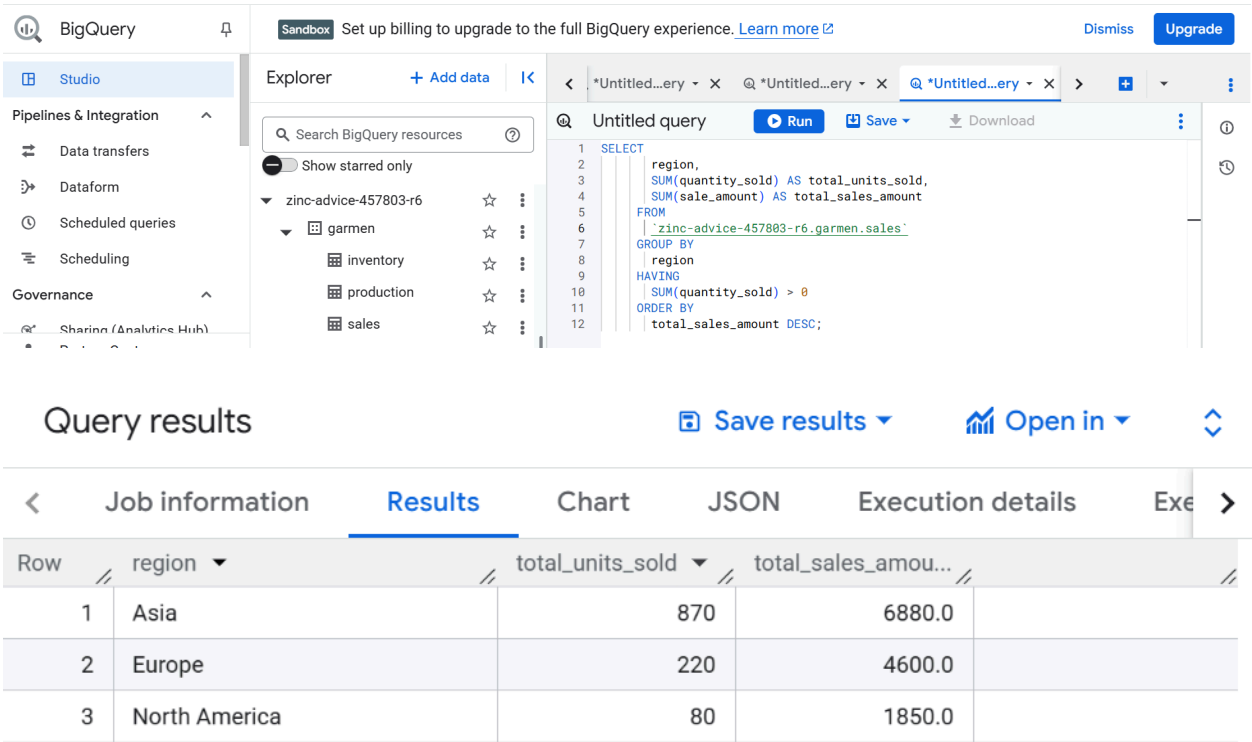 BigQuery
Sandbox Set up billing to upgrade to the full BigQuery experience. Learn more
Dismiss
Upgrade
Studio
Pipelines & Integration
Data transfers
Dataform
Scheduled queries
Scheduling
Governance
Sharing (Analytics Hub)
Explorer
+ Add data
Search BigQuery resources
Show starred only
zinc-advice-457803-r6
garmen
inventory
production
sales
*Untitled...ery
*Untitled...ery
*Untitled...ery
Untitled query
Run
Save
Download
1 SELECT
2 region,
3 SUM(quantity_sold) AS total_units_sold,
4 SUM(sale_amount) AS total_sales_amount
5 FROM
6 `zinc-advice-457803-r6.garmen.sales`
7 GROUP BY
8 region
9 HAVING
10 SUM(quantity_sold) > 0
11 ORDER BY
12 total_sales_amount DESC;
Query results
Save results
Open in
Job information Results Chart JSON Execution details Exe
Row region total_units_sold total_sales_amou...
1 Asia 870 6880.0
2 Europe 220 4600.0
3 North America 80 1850.0